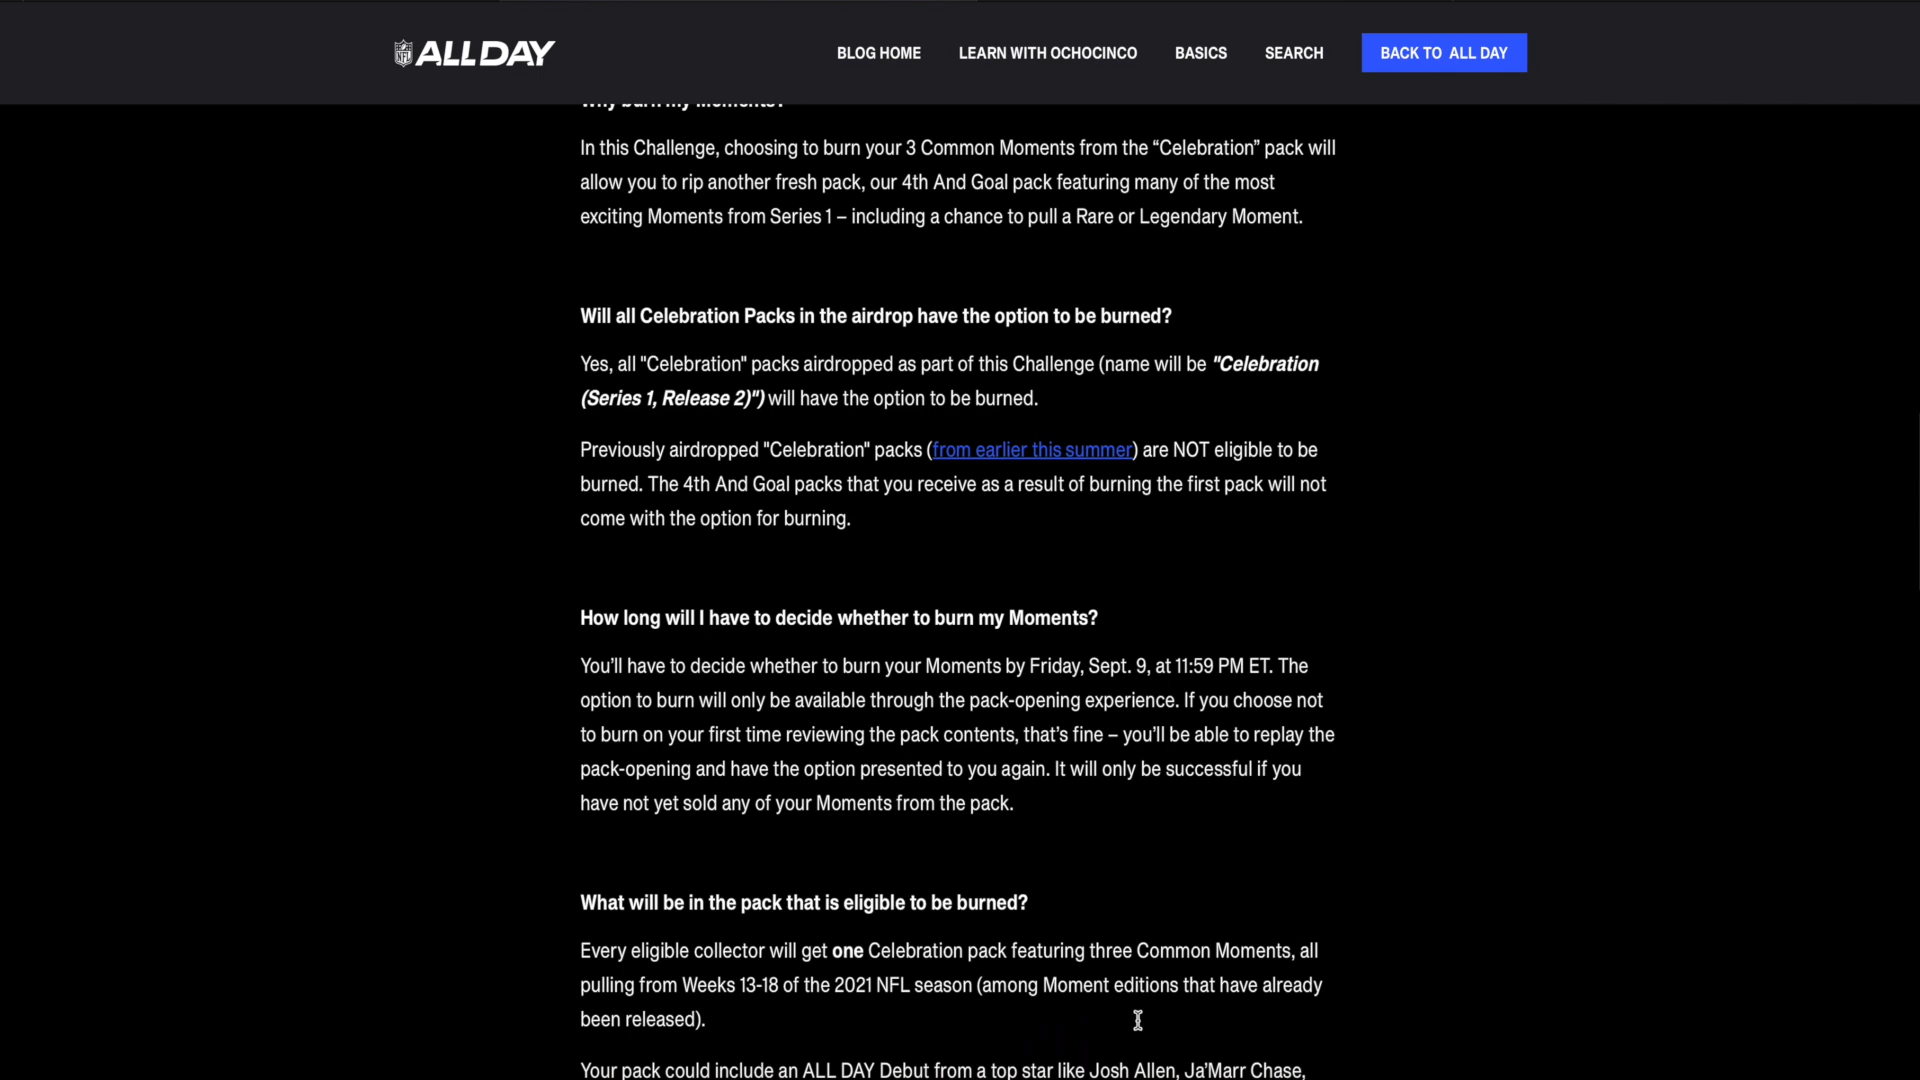 NFL ALL DAY
BLOG HOME
LEARN WITH OCHOCINCO
BASICS
SEARCH
BACK TO ALL DAY
Why burn my Moments?
In this Challenge, choosing to burn your 3 Common Moments from the “Celebration” pack will
allow you to rip another fresh pack, our 4th And Goal pack featuring many of the most
exciting Moments from Series 1 – including a chance to pull a Rare or Legendary Moment.
Will all Celebration Packs in the airdrop have the option to be burned?
Yes, all "Celebration" packs airdropped as part of this Challenge (name will be "Celebration
(Series 1, Release 2)") will have the option to be burned.
Previously airdropped "Celebration" packs (from earlier this summer) are NOT eligible to be
burned. The 4th And Goal packs that you receive as a result of burning the first pack will not
come with the option for burning.
How long will I have to decide whether to burn my Moments?
You’ll have to decide whether to burn your Moments by Friday, Sept. 9, at 11:59 PM ET. The
option to burn will only be available through the pack-opening experience. If you choose not
to burn on your first time reviewing the pack contents, that’s fine – you’ll be able to replay the
pack-opening and have the option presented to you again. It will only be successful if you
have not yet sold any of your Moments from the pack.
What will be in the pack that is eligible to be burned?
Every eligible collector will get one Celebration pack featuring three Common Moments, all
pulling from Weeks 13-18 of the 2021 NFL season (among Moment editions that have already
been released).
Your pack could include an ALL DAY Debut from a top star like Josh Allen, Ja’Marr Chase,